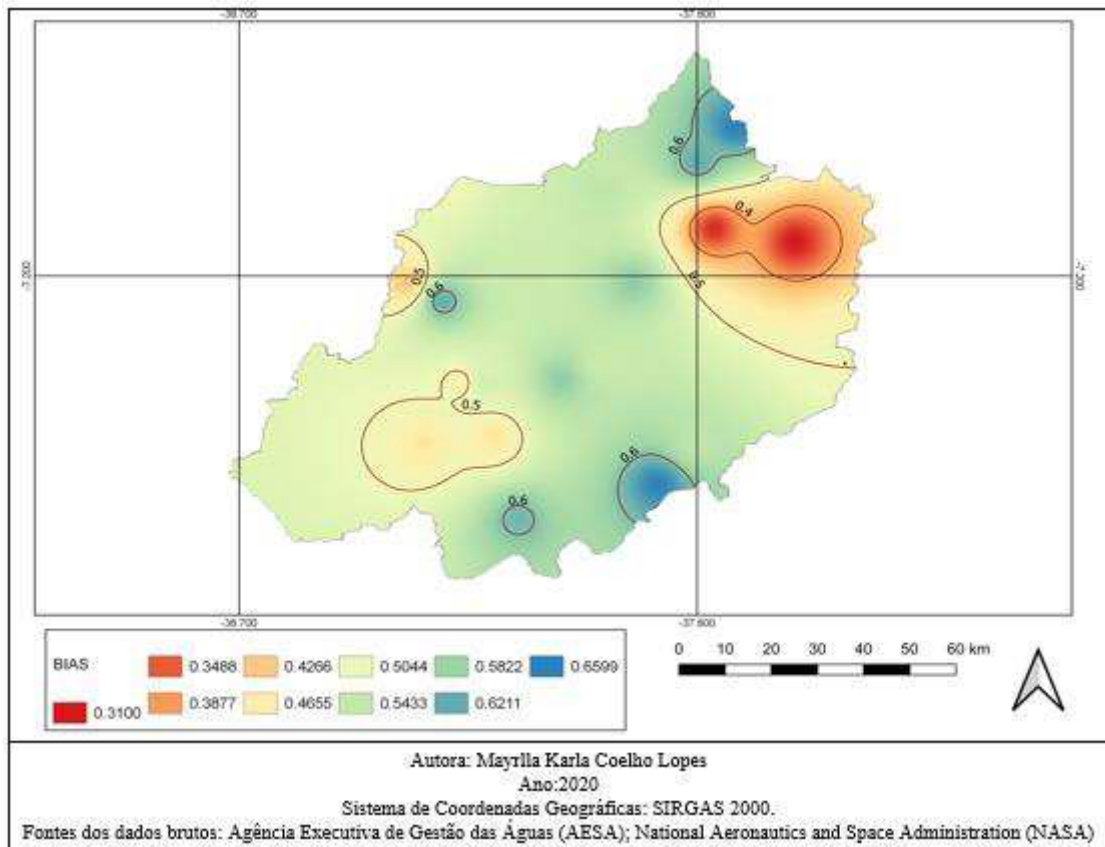 -38.700 -37.800
0.6
0.4
0.5
0.5
0.6
0.5
0.6
0.6
-7.200 -7.200
-38.700 -37.800
BIAS
0.3100
0.3488 0.4266 0.5044 0.5822 0.6599
0.3877 0.4655 0.5433 0.6211
0 10 20 30 40 50 60 km
Autora: Mayrlla Karla Coelho Lopes
Ano:2020
Sistema de Coordenadas Geográficas: SIRGAS 2000.
Fontes dos dados brutos: Agência Executiva de Gestão das Águas (AESA); National Aeronautics and Space Administration (NASA)